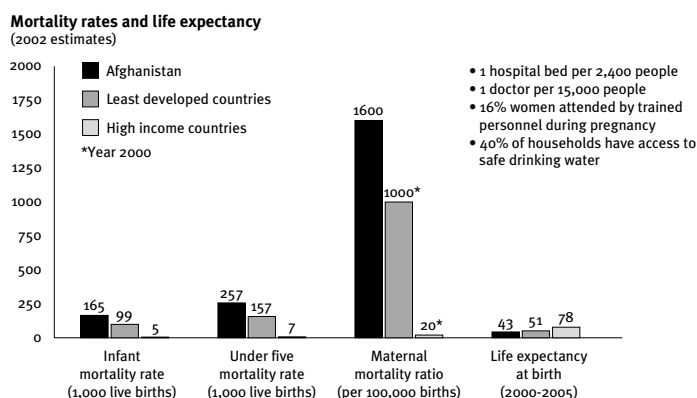 Mortality rates and life expectancy
(2002 estimates)
2000
1750
1500
1250
1000
750
500
250
0
Afghanistan
Least developed countries
High income countries
*Year 2000
• 1 hospital bed per 2,400 people
• 1 doctor per 15,000 people
• 16% women attended by trained
personnel during pregnancy
• 40% of households have access to
safe drinking water
165
99
5
257
157
7
1600
1000*
20*
43
51
78
Infant
mortality rate
(1,000 live births)
Under five
mortality rate
(1,000 live births)
Maternal
mortality ratio
(per 100,000 births)
Life expectancy
at birth
(2000-2005)